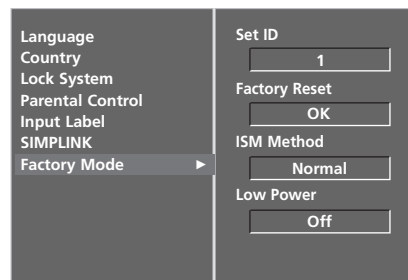 Language
Country
Lock System
Parental Control
Input Label
SIMPLINK
Factory Mode ►
Set ID
1
Factory Reset
OK
ISM Method
Normal
Low Power
Off